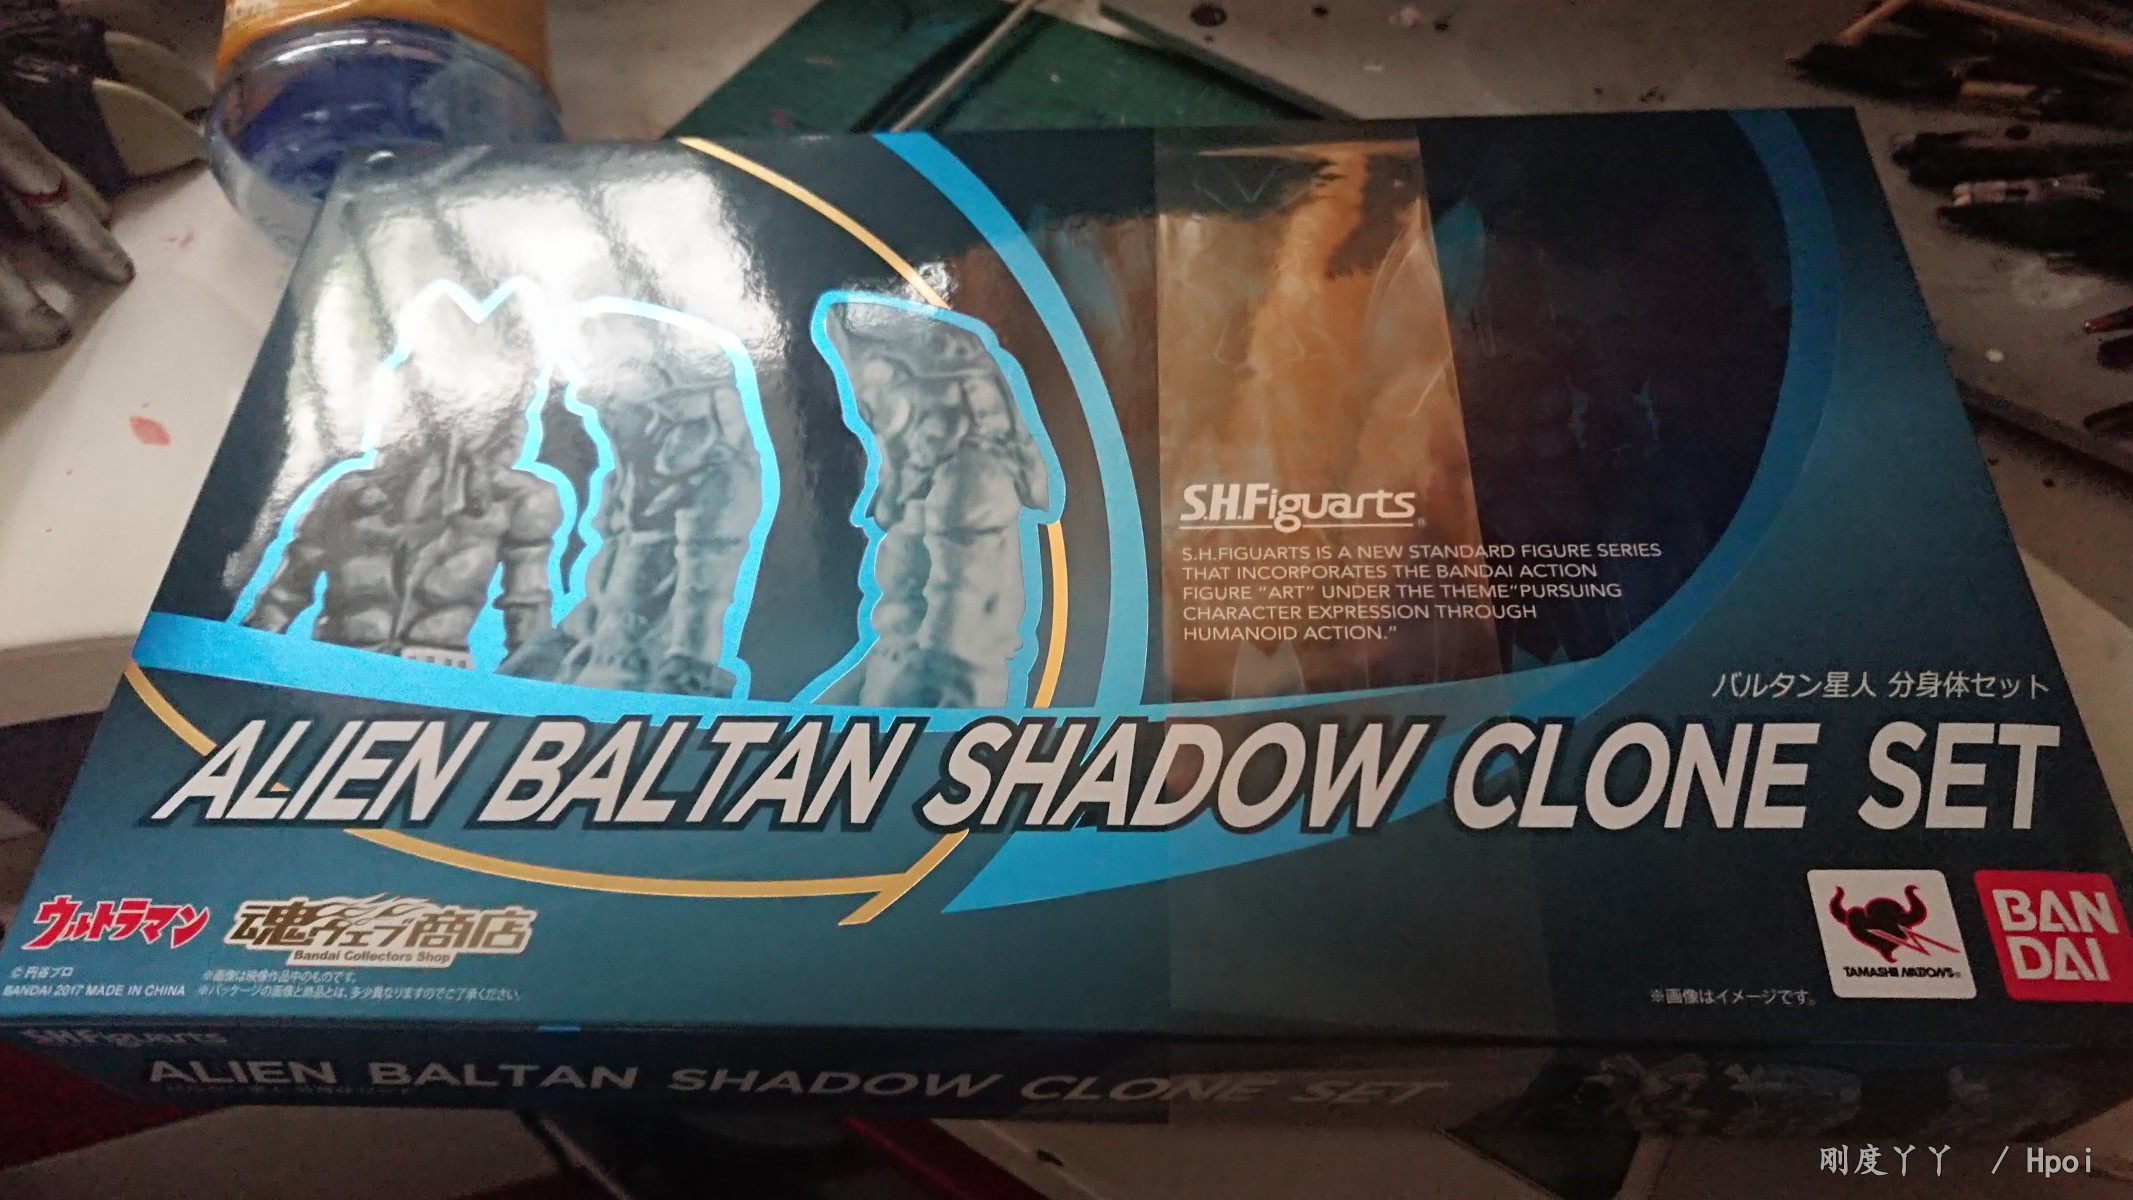 S.H.Figuarts
S.H.FIGUARTS IS A NEW STANDARD FIGURE SERIES
THAT INCORPORATES THE BANDAI ACTION
FIGURE "ART" UNDER THE THEME"PURSUING
CHARACTER EXPRESSION THROUGH
HUMANOID ACTION."
バルタン星人 分身体セット
ALIEN BALTAN SHADOW CLONE SET
ウルトラマン
魂ウェブ商店
Bandai Collectors Shop
© 円谷プロ
BANDAI 2017 MADE IN CHINA
※画像は映像作品中のものです。
※パッケージの画像と商品とは、多少異なりますのでご了承ください。
※画像はイメージです。
TAMASHII NATIONS®
BAN
DAI
S.H.Figuarts
ALIEN BALTAN SHADOW CLONE SET
刚度丫丫 / Hpoi